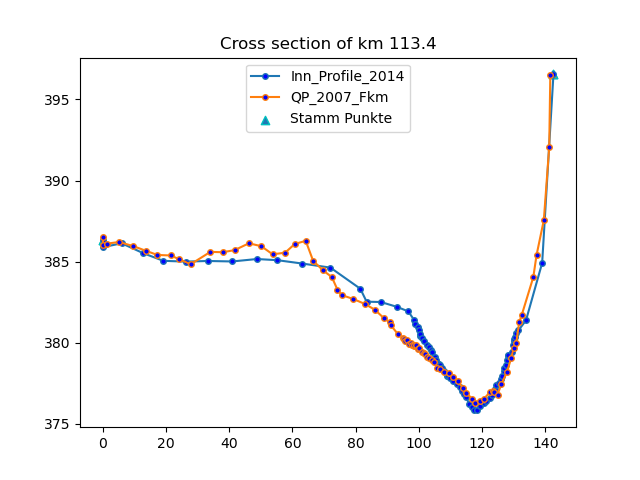 Cross section of km 113.4
Inn_Profile_2014
QP_2007_Fkm
Stamm Punkte
395
390
385
380
375
0 20 40 60 80 100 120 140